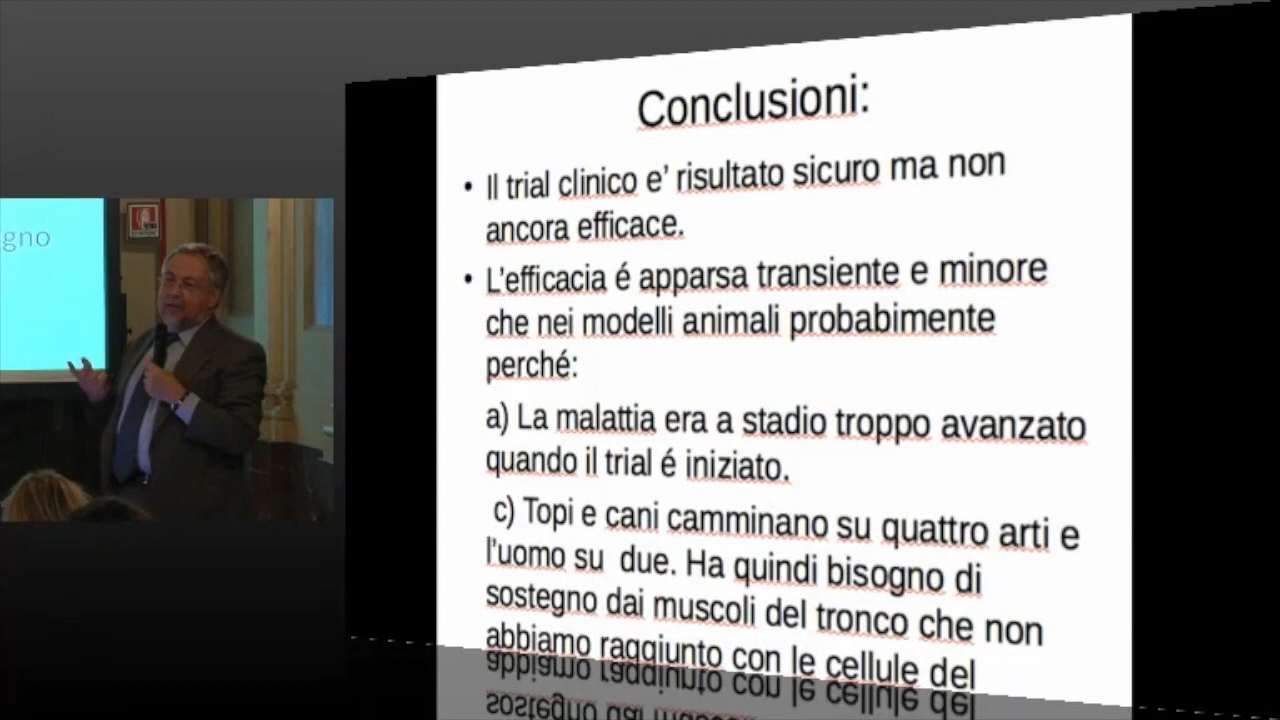 gno
Conclusioni:
• Il trial clinico e’ risultato sicuro ma non
ancora efficace.
• L’efficacia é apparsa transiente e minore
che nei modelli animali probabimente
perché:
a) La malattia era a stadio troppo avanzato
quando il trial é iniziato.
c) Topi e cani camminano su quattro arti e
l’uomo su due. Ha quindi bisogno di
sostegno dai muscoli del tronco che non
abbiamo raggiunto con le cellule del